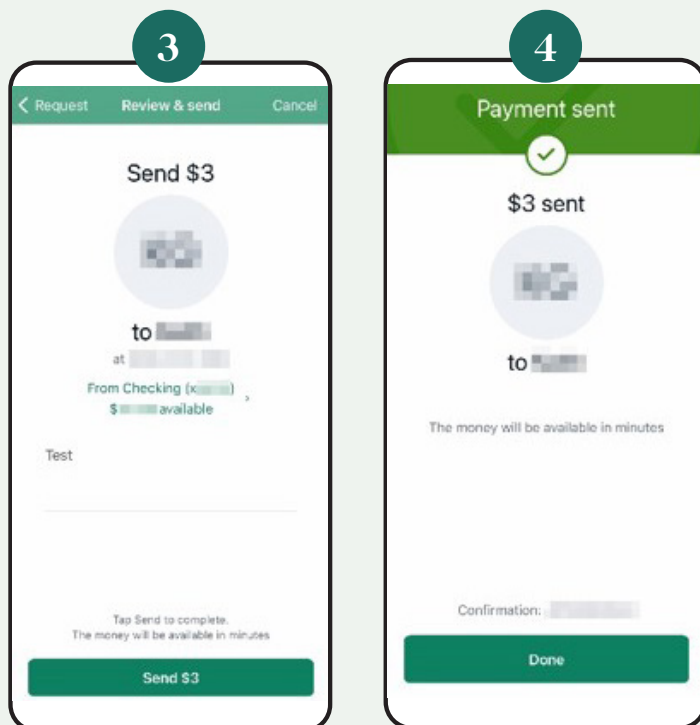 3
Request Review & send Cancel
Send $3
to
at
From Checking (x )
$ available
Test
Tap Send to complete.
The money will be available in minutes
Send $3
4
Payment sent
$3 sent
to
The money will be available in minutes
Confirmation:
Done